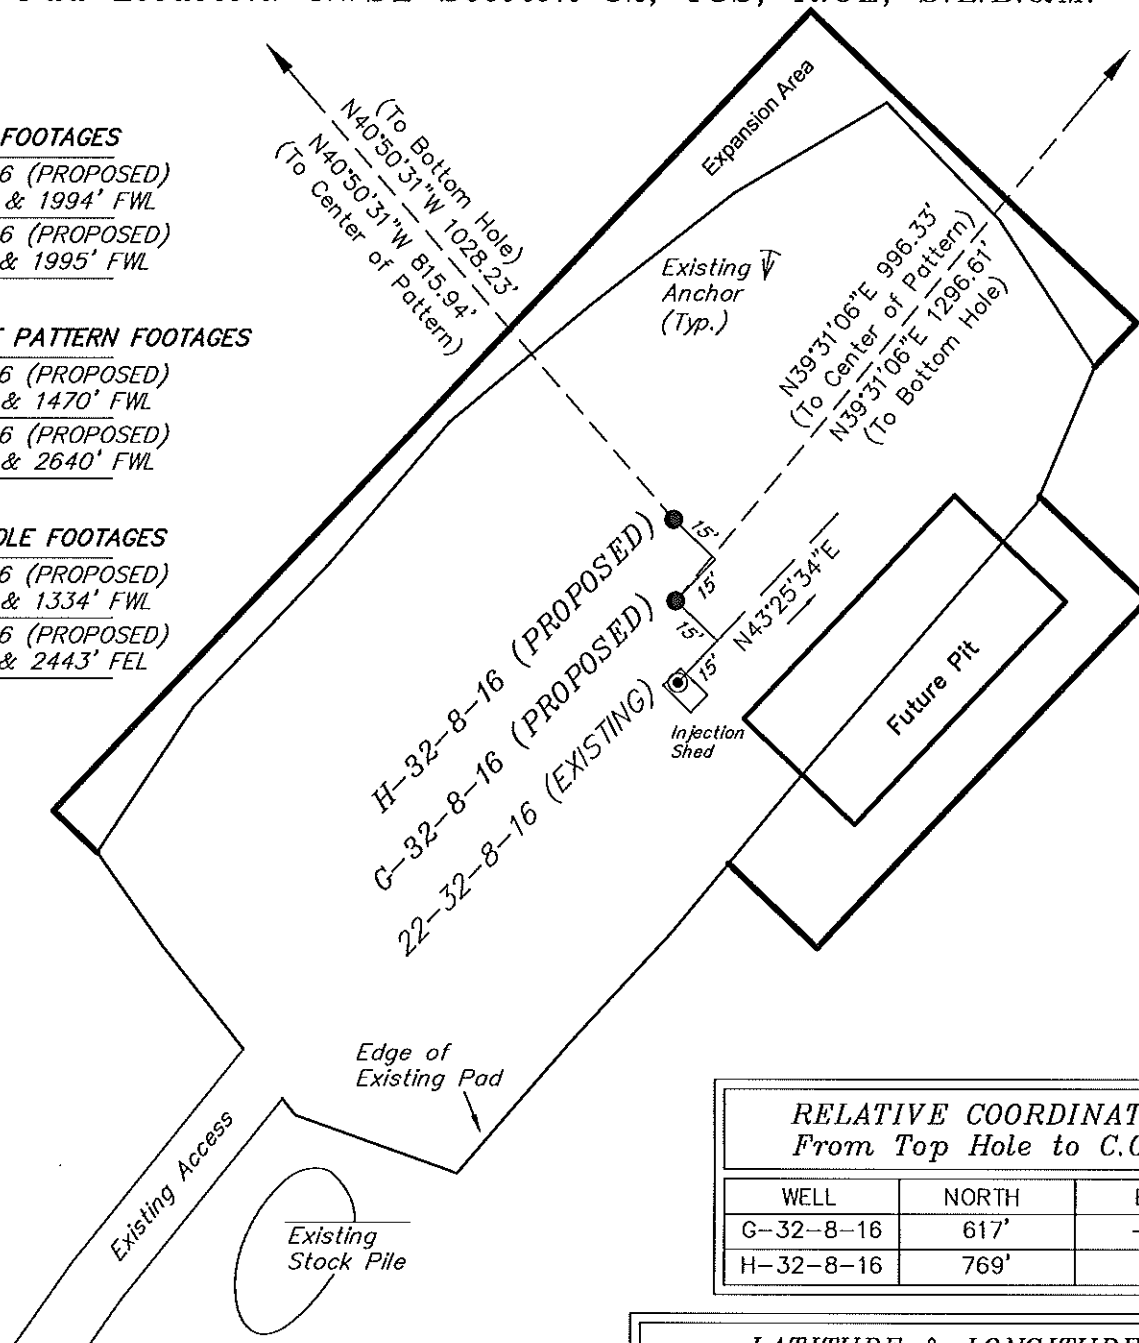 FOOTAGES
6 (PROPOSED)
& 1994' FWL
6 (PROPOSED)
& 1995' FWL
PATTERN FOOTAGES
6 (PROPOSED)
& 1470' FWL
6 (PROPOSED)
& 2640' FWL
FOOTAGES
6 (PROPOSED)
& 1334' FWL
6 (PROPOSED)
& 2443' FEL
(To Bottom Hole)
N40°50'31"W 1028.23'
N40°50'31"W 815.94'
(To Center of Pattern)
Expansion Area
Existing
Anchor
(Typ.)
N39°31'06"E 996.33'
(To Center of Pattern)
N39°31'06"E 1296.61'
(To Bottom Hole)
15'
15'
15'
15'
N43°25'34"E
H-32-8-16 (PROPOSED)
G-32-8-16 (PROPOSED)
22-32-8-16 (EXISTING)
Injection
Shed
Future Pit
Edge of
Existing Pad
Existing Access
Existing
Stock Pile
RELATIVE COORDINAT
From Top Hole to C.
WELL NORTH
G-32-8-16 617'
H-32-8-16 769'